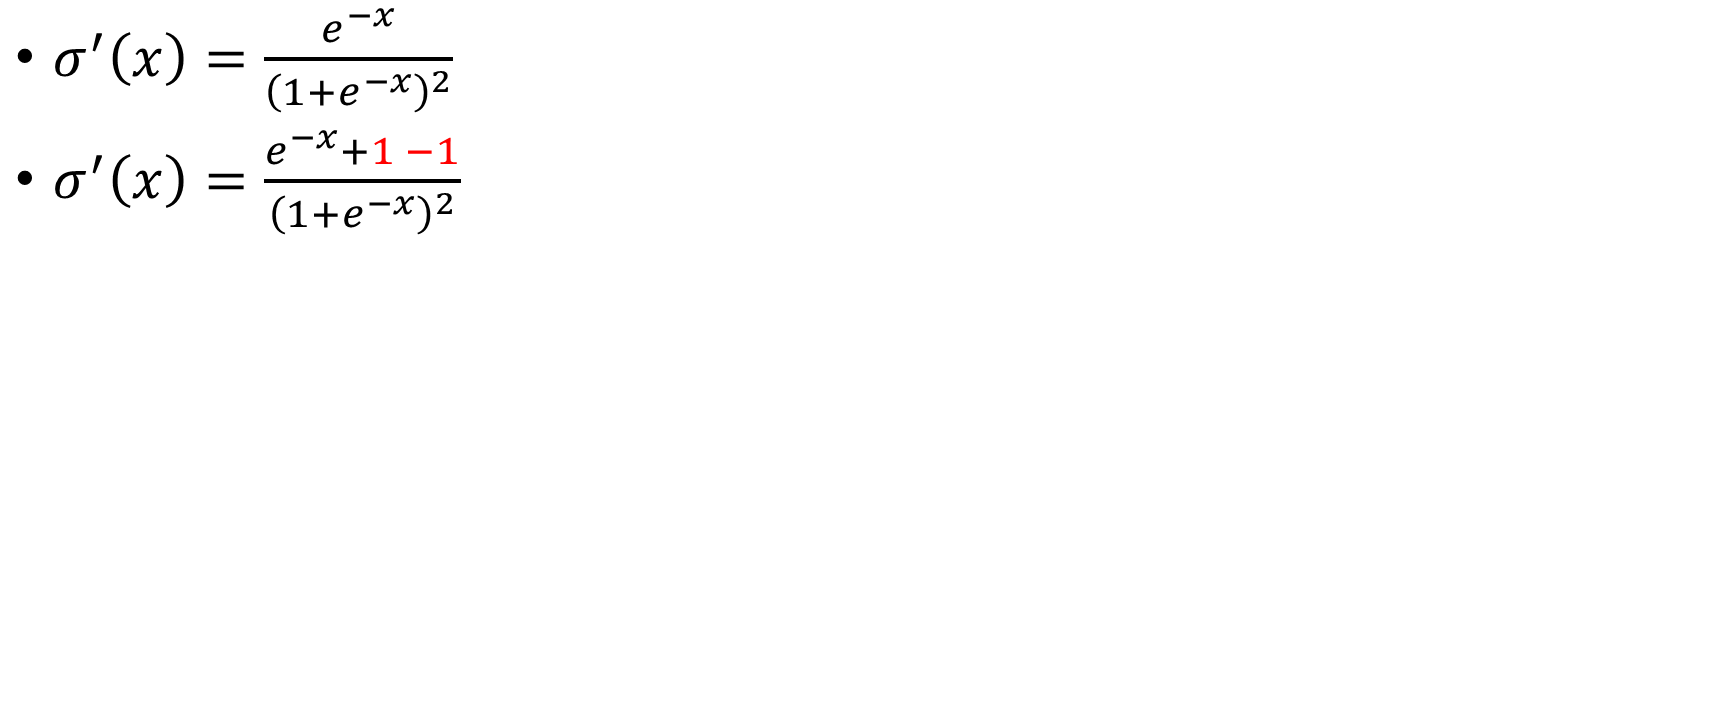 • σ′(x) = e^{−x} / (1+e^{−x})^2
• σ′(x) = e^{−x}+1 −1 / (1+e^{−x})^2